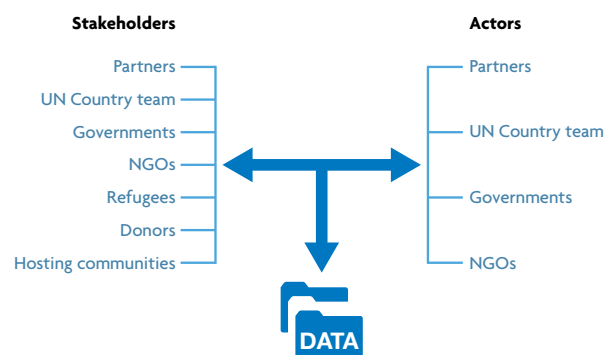 Stakeholders
Partners
UN Country team
Governments
NGOs
Refugees
Donors
Hosting communities
Actors
Partners
UN Country team
Governments
NGOs
DATA